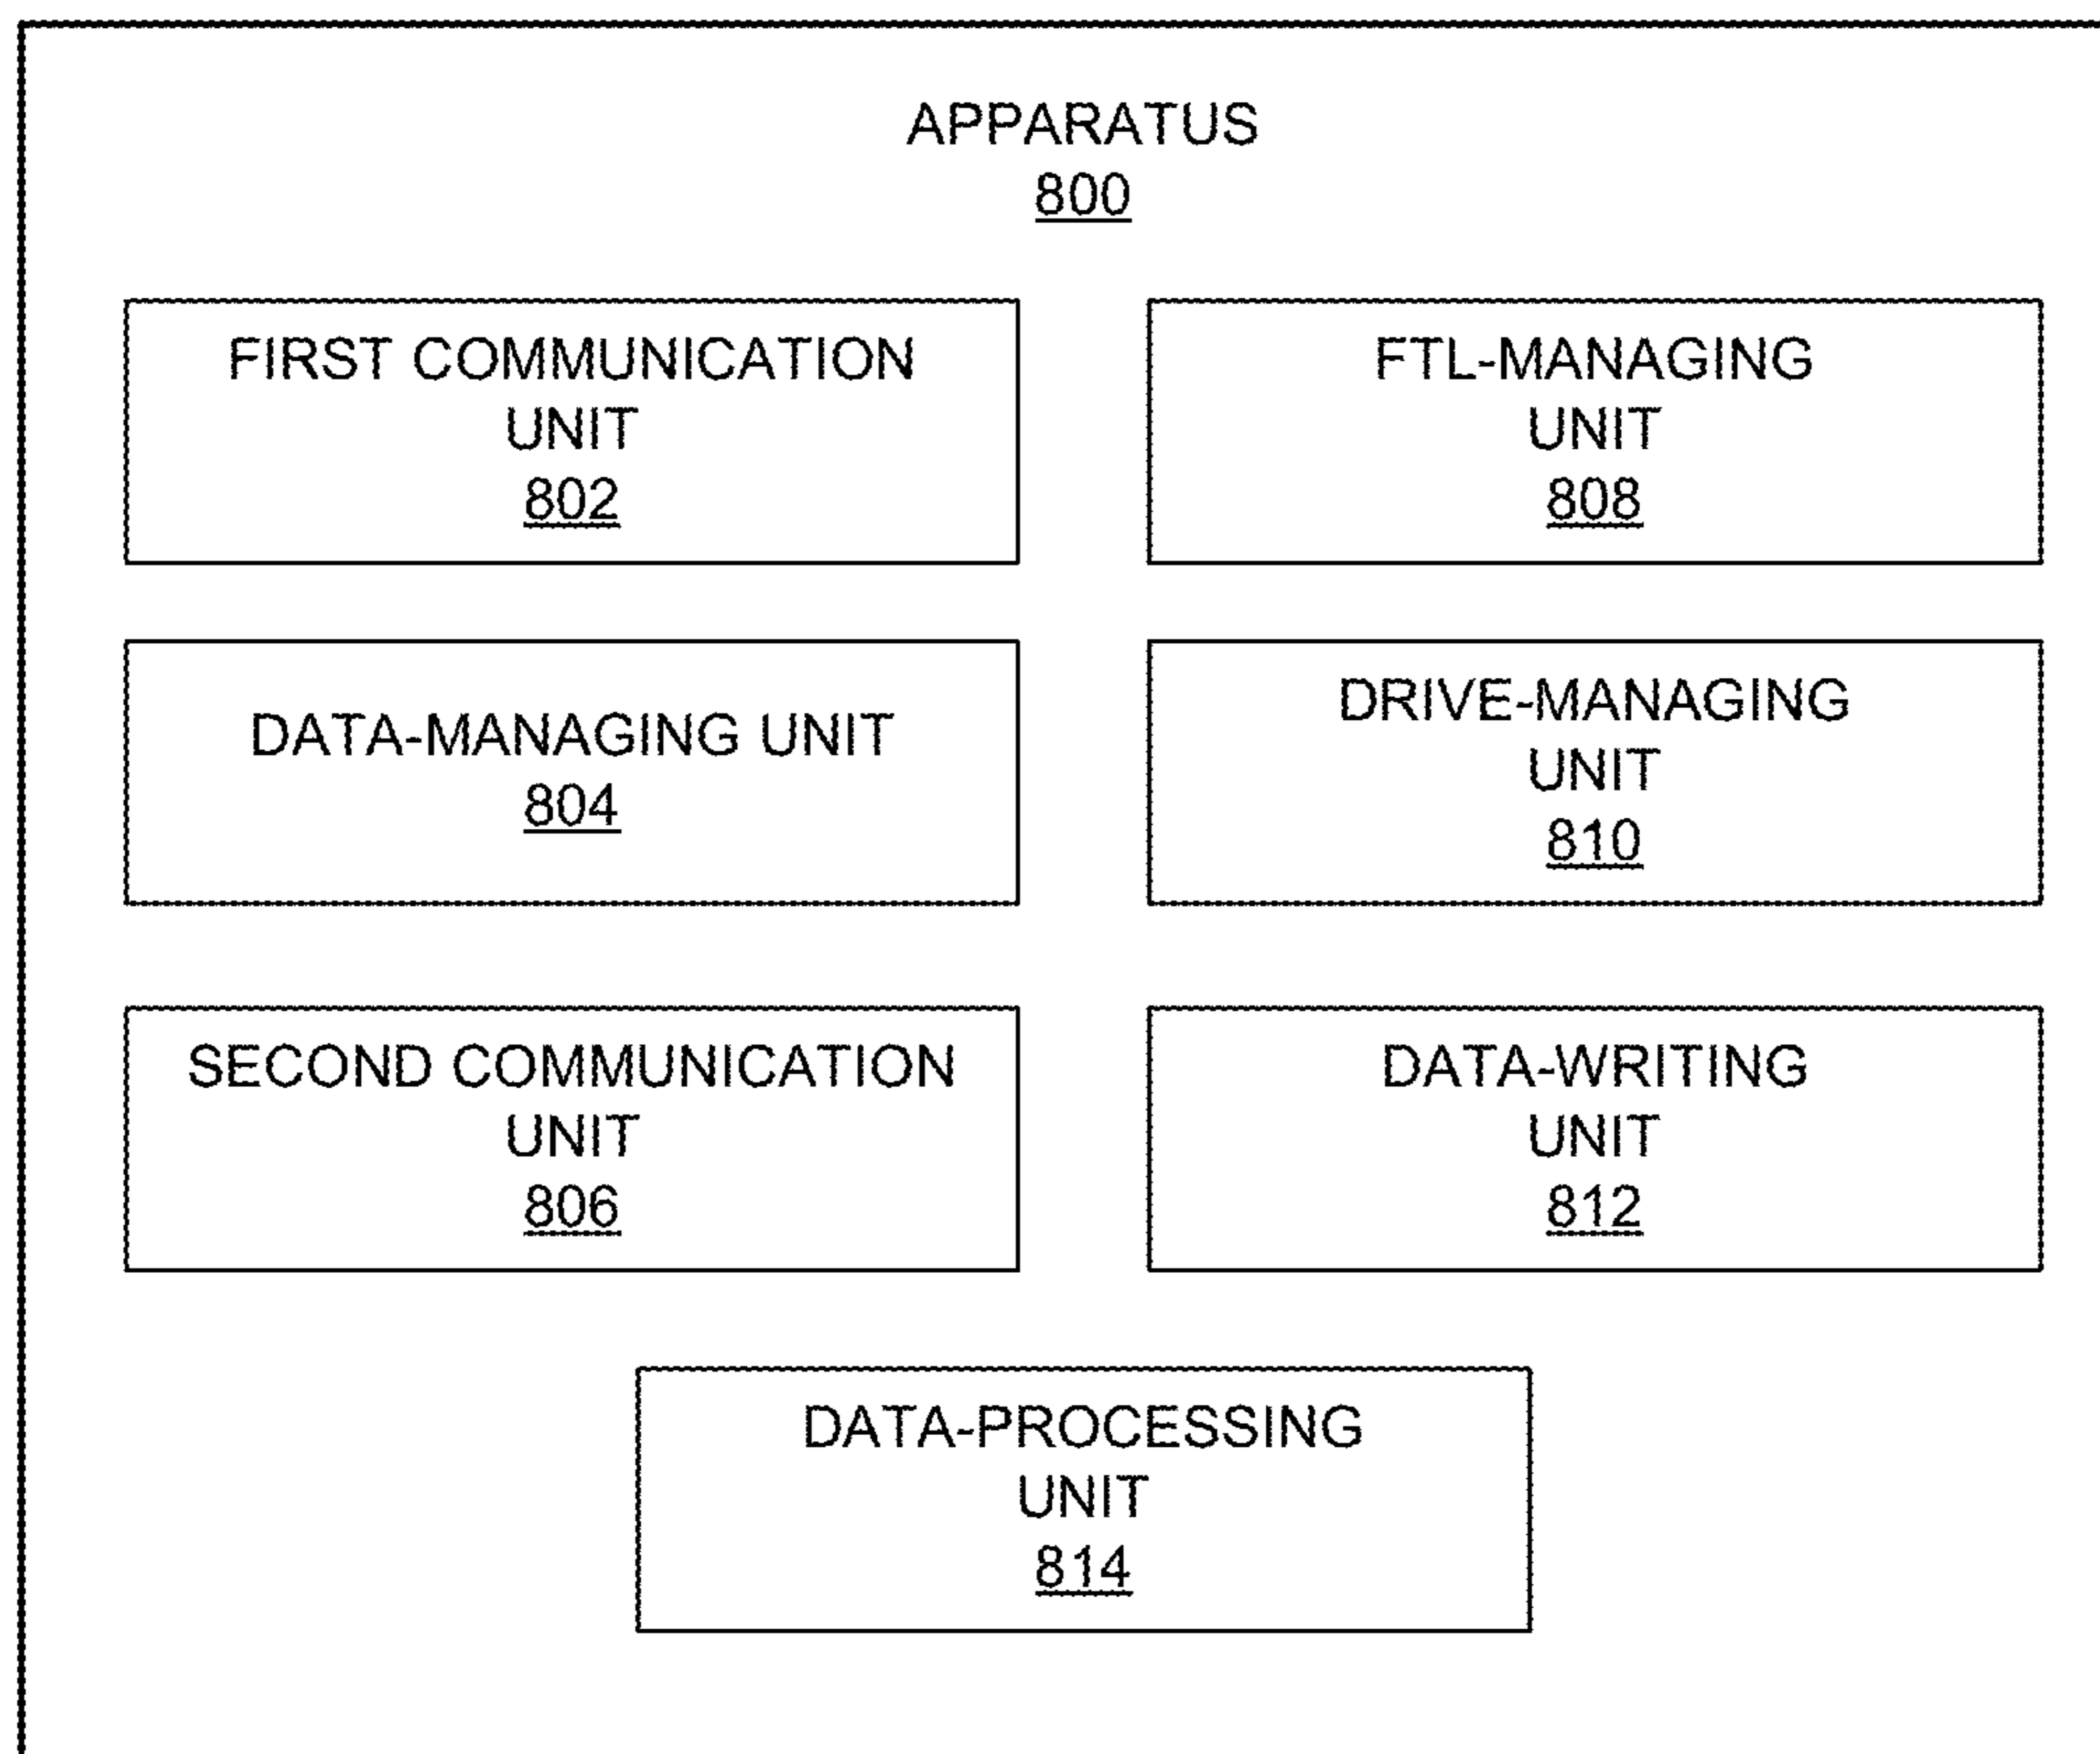 APPARATUS
800
FIRST COMMUNICATION
UNIT
802
FTL-MANAGING
UNIT
808
DATA-MANAGING UNIT
804
DRIVE-MANAGING
UNIT
810
SECOND COMMUNICATION
UNIT
806
DATA-WRITING
UNIT
812
DATA-PROCESSING
UNIT
814